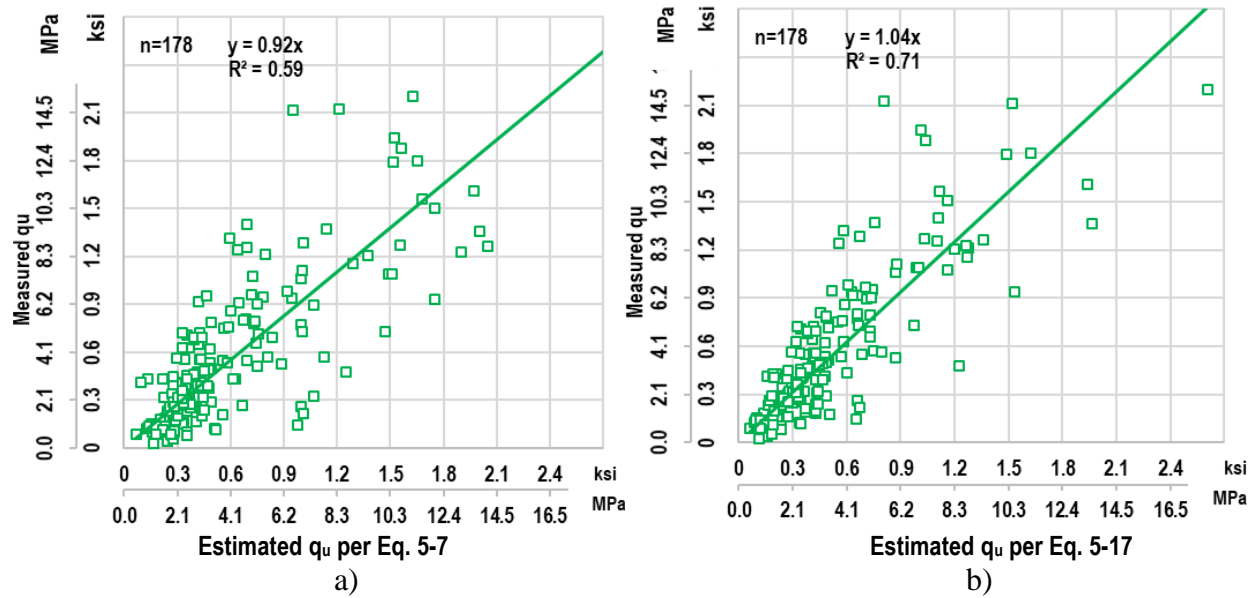 MPa
ksi
n=178
y = 0.92x
R² = 0.59
Measured qu
14.5
12.4
10.3
8.3
6.2
4.1
2.1
0.0
2.1
1.8
1.5
1.2
0.9
0.6
0.3
0
0 0.3 0.6 0.9 1.2 1.5 1.8 2.1 ksi
0.0 2.1 4.1 6.2 8.3 10.3 12.4 14.5 16.5 MPa
Estimated qu per Eq. 5-7
a)
MPa
ksi
n=178
y = 1.04x
R² = 0.71
Measured qu
14.5
12.4
10.3
8.3
6.2
4.1
2.1
0.0
2.1
1.8
1.5
1.2
0.9
0.6
0.3
0
0 0.3 0.6 0.9 1.2 1.5 1.8 2.1 2.4 ksi
0.0 2.1 4.1 6.2 8.3 10.3 12.4 14.5 16.5 MPa
Estimated qu per Eq. 5-17
b)